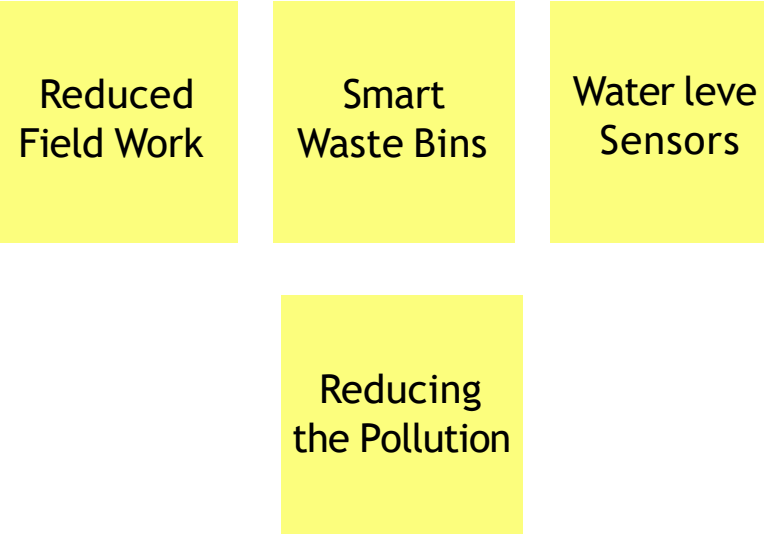 Reduced
Field Work
Smart
Waste Bins
Water leve
Sensors
Reducing
the Pollution